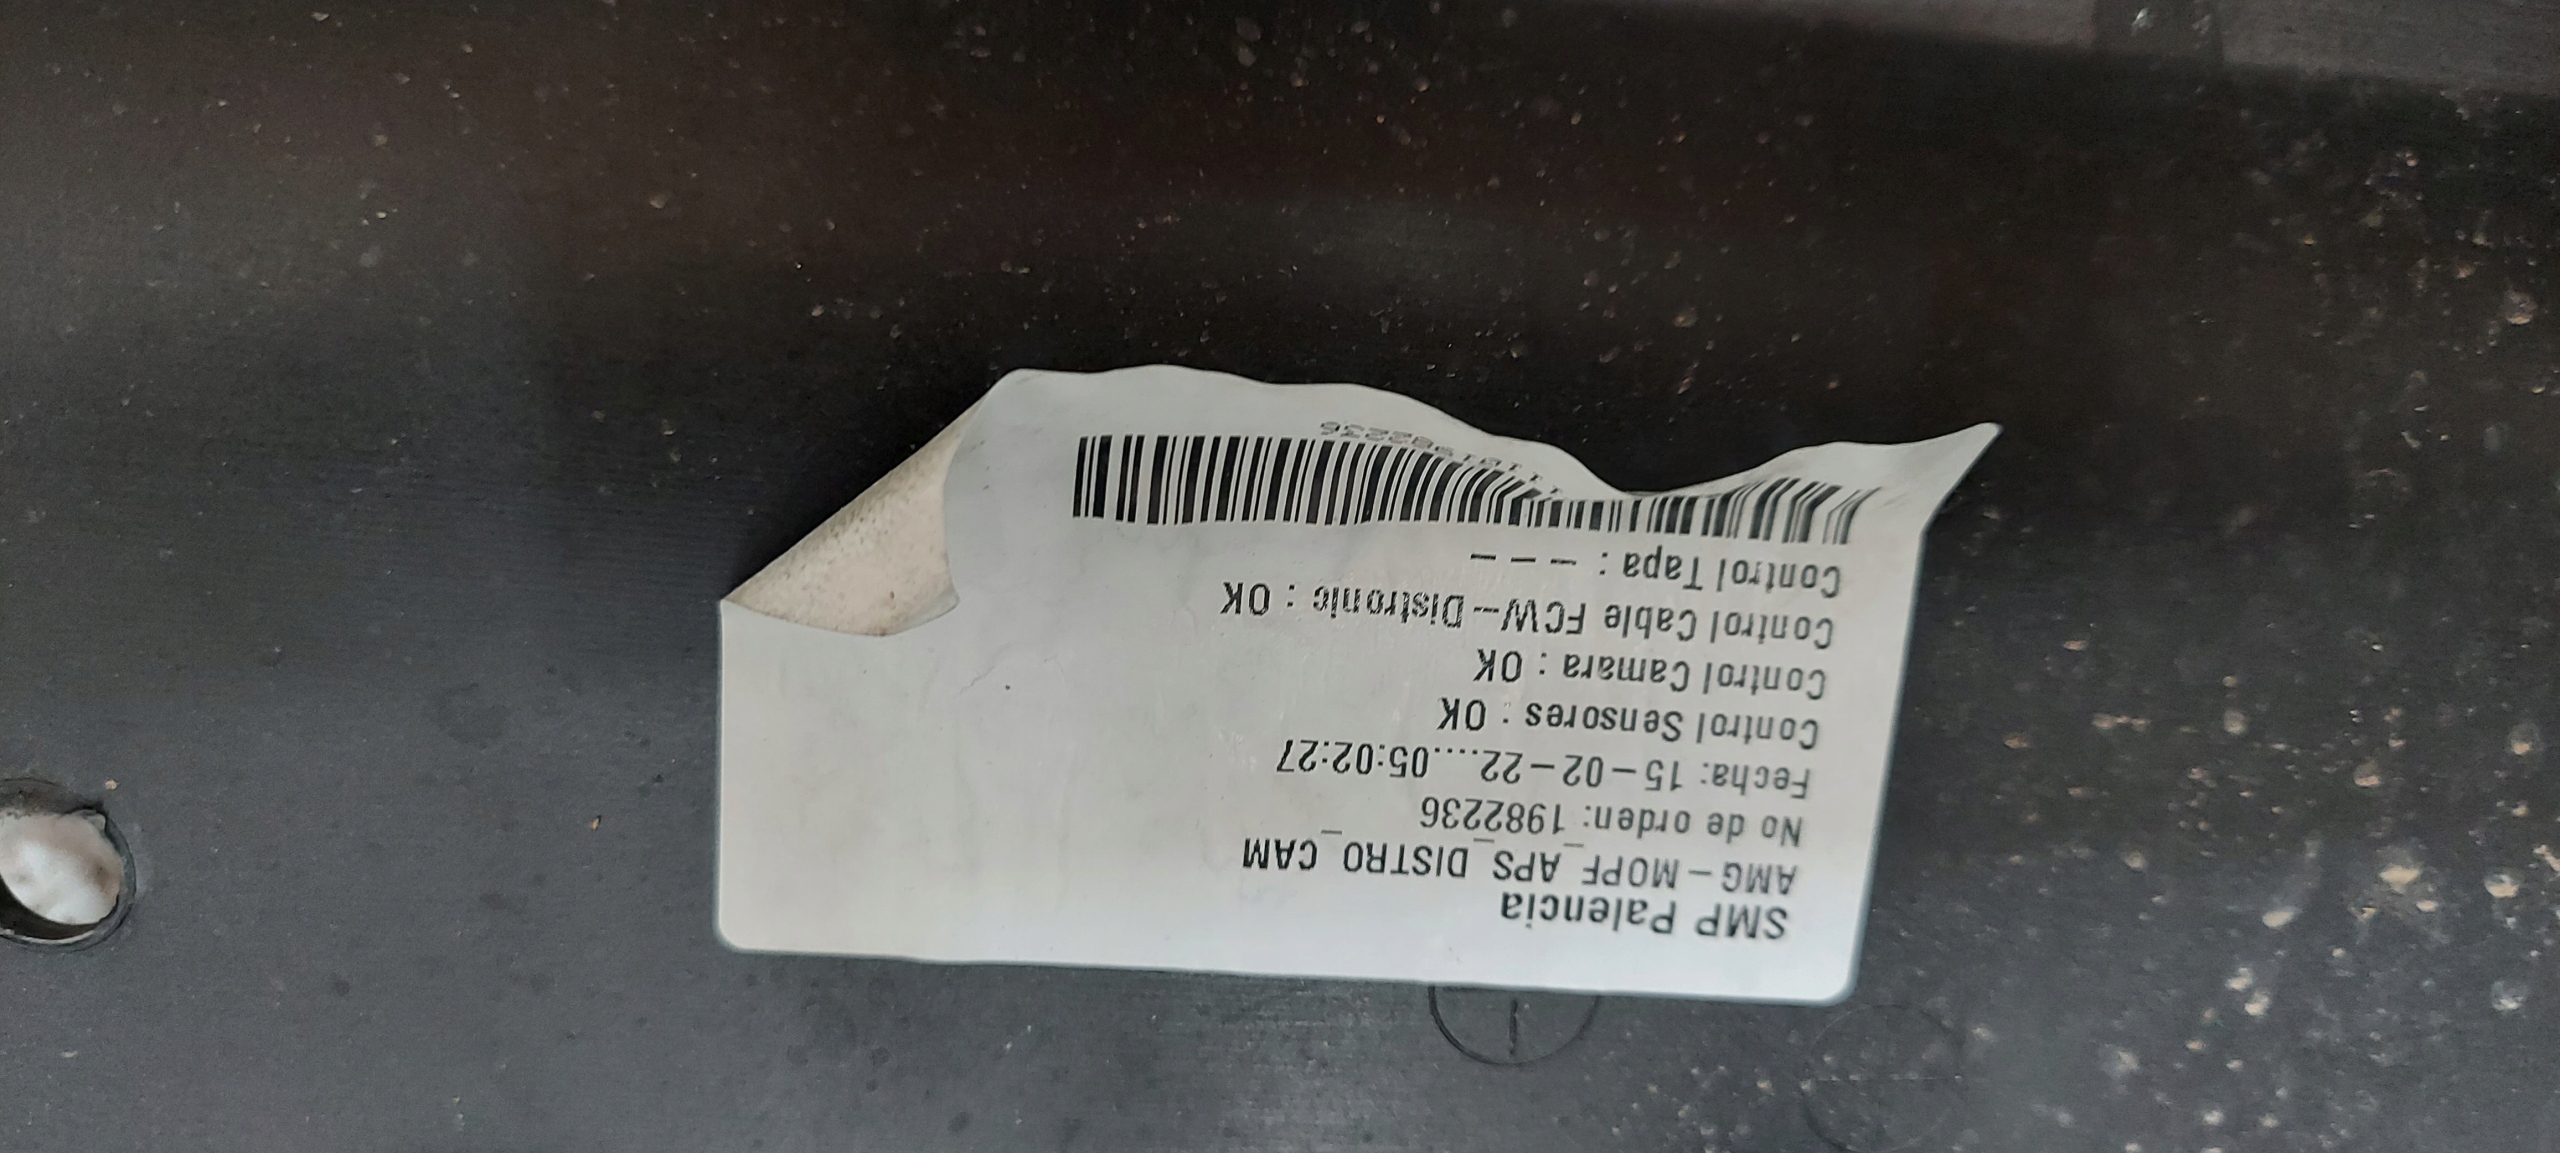 SMP Palencia
AMG-MOPF_APS_DISTRO_CAM
No de orden: 1982236
Fecha: 15-02-22....05:02:27
Control Sensores : OK
Control Camara : OK
Control Cable FCW--Distronic : OK
Control Tapa : ---